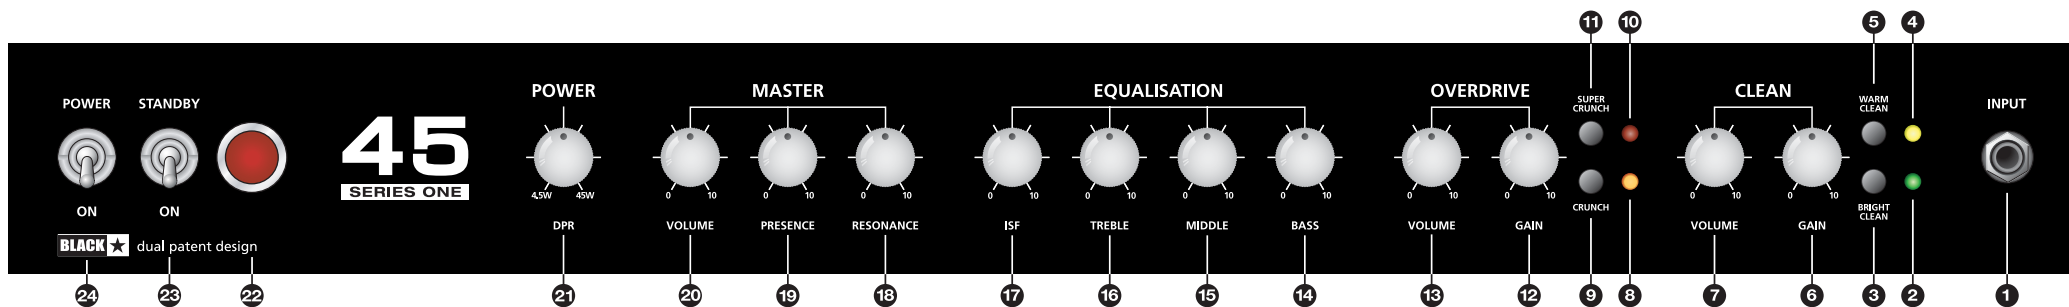 11 10 5 4
POWER STANDBY
45
SERIES ONE
POWER MASTER EQUALISATION OVERDRIVE CLEAN
SUPER
CRUNCH
WARM
CLEAN
INPUT
4.5W 45W 0 10 0 10 0 10 0 10 0 10 0 10 0 10 0 10 0 10 0 10 0 10
ON ON
CRUNCH
BRIGHT
CLEAN
DPR VOLUME PRESENCE RESONANCE ISF TREBLE MIDDLE BASS VOLUME GAIN VOLUME GAIN
BLACK★ dual patent design
24 23 22 21 20 19 18 17 16 15 14 13 12 9 8 7 6 3 2 1